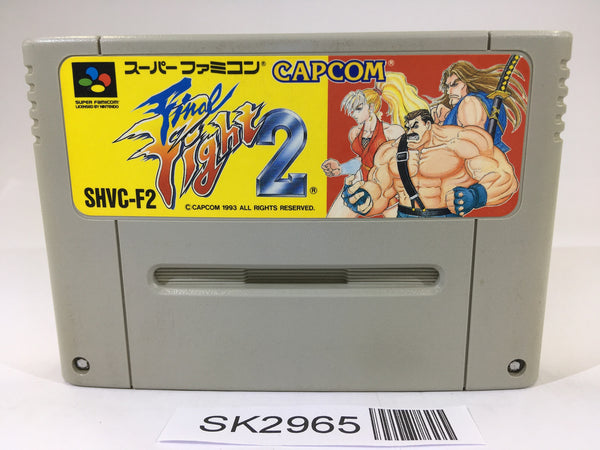 スーパーファミコン®
CAPCOM®
SUPER FAMICOM
LICENSED BY NINTENDO
Final Fight 2®
SHVC-F2
©CAPCOM 1993 ALL RIGHTS RESERVED.
SK2965